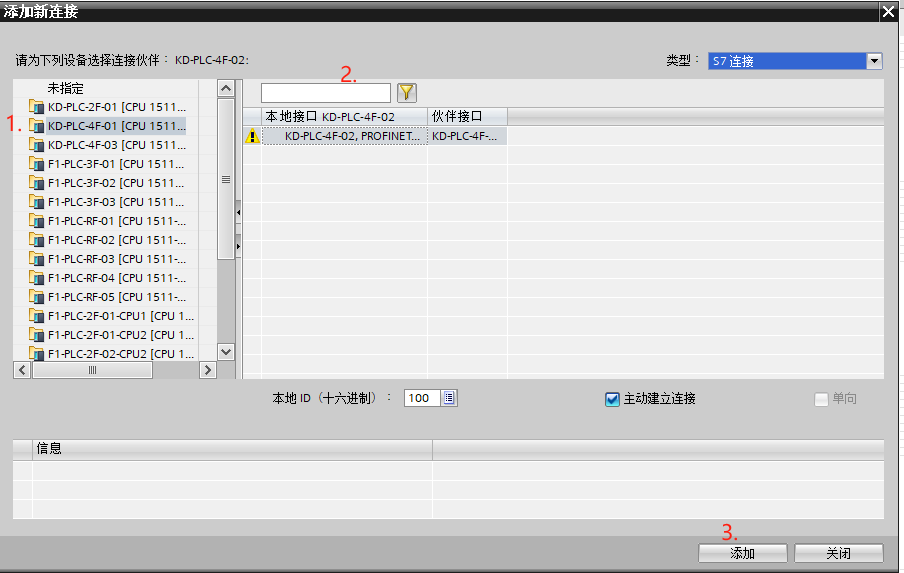 添加新连接
请为下列设备选择连接伙伴： KD-PLC-4F-02:
类型： S7 连接
2.
未指定
KD-PLC-2F-01 [CPU 1511...
1. KD-PLC-4F-01 [CPU 1511...
KD-PLC-4F-03 [CPU 1511...
F1-PLC-3F-01 [CPU 1511...
F1-PLC-3F-02 [CPU 1511...
F1-PLC-3F-03 [CPU 1511...
F1-PLC-RF-01 [CPU 1511-...
F1-PLC-RF-02 [CPU 1511-...
F1-PLC-RF-03 [CPU 1511-...
F1-PLC-RF-04 [CPU 1511-...
F1-PLC-RF-05 [CPU 1511-...
F1-PLC-2F-01-CPU1 [CPU 1...
F1-PLC-2F-01-CPU2 [CPU 1...
F1-PLC-2F-02-CPU2 [CPU 1...
本地接口 KD-PLC-4F-02 伙伴接口
KD-PLC-4F-02, PROFINET... KD-PLC-4F-...
本地 ID（十六进制）： 100 主动建立连接 单向
信息
3.
添加 关闭